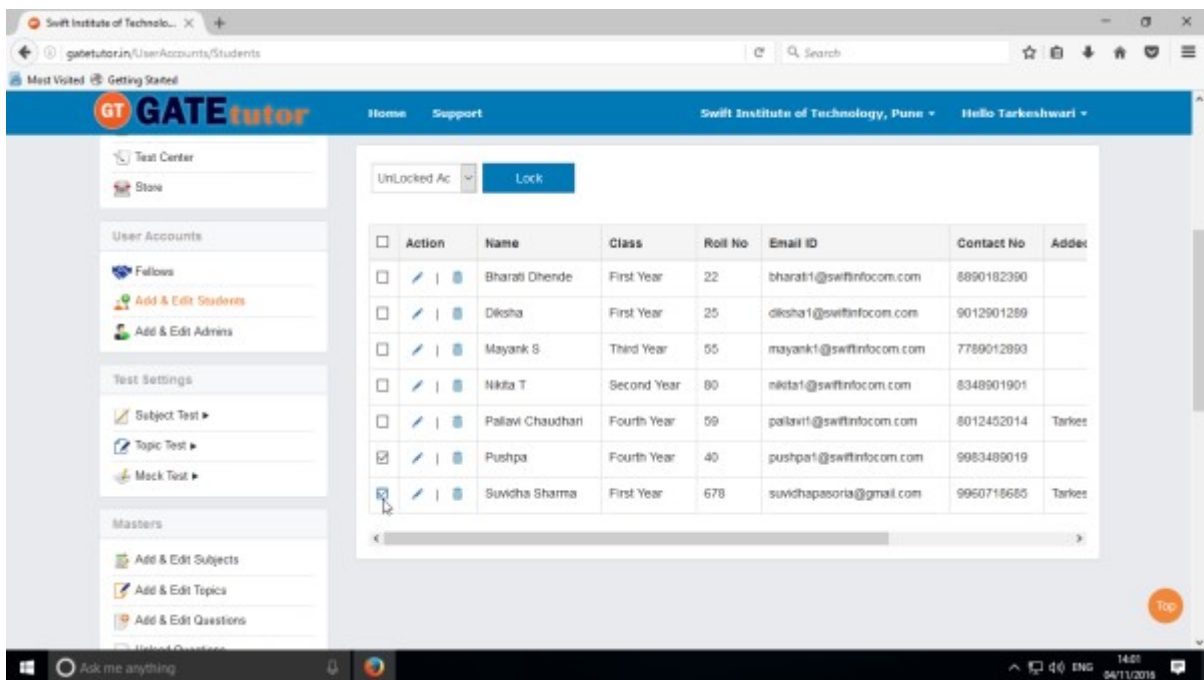 Swift Institute of Technolo...
gatetutor.in/UserAccounts/Students
Search
Most Visited Getting Started
GT GATEtutor Home Support Swift Institute of Technology, Pune Hello Tarkeshwari
Test Center
Store
User Accounts
Fellows
Add & Edit Students
Add & Edit Admins
Test Settings
Subject Test
Topic Test
Mock Test
Masters
Add & Edit Subjects
Add & Edit Topics
Add & Edit Questions
Upload Questions
UnLocked Ac Lock
Action Name Class Roll No Email ID Contact No Added
| Bharati Dhende First Year 22 bharati1@swiftinfocom.com 8890182390
| Diksha First Year 25 diksha1@swiftinfocom.com 9012901289
| Mayank S Third Year 55 mayank1@swiftinfocom.com 7789012893
| Nikita T Second Year 80 nikita1@swiftinfocom.com 8348901901
| Pallavi Chaudhari Fourth Year 59 pallavi1@swiftinfocom.com 8012452014 Tarkes
| Pushpa Fourth Year 40 pushpa1@swiftinfocom.com 9983489019
| Suvidha Sharma First Year 678 suvidhapasoria@gmail.com 9960718685 Tarkes
Top
Ask me anything ENG 14:01
04/11/2016